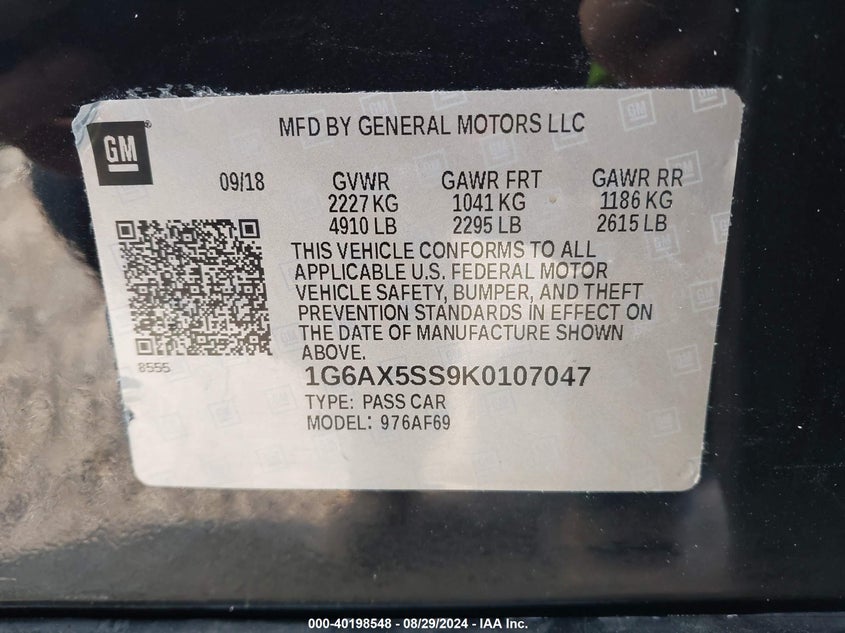 MFD BY GENERAL MOTORS LLC
GM
®
09/18 GVWR GAWR FRT GAWR RR
2227 KG 1041 KG 1186 KG
4910 LB 2295 LB 2615 LB
THIS VEHICLE CONFORMS TO ALL
APPLICABLE U.S. FEDERAL MOTOR
VEHICLE SAFETY, BUMPER, AND THEFT
PREVENTION STANDARDS IN EFFECT ON
THE DATE OF MANUFACTURE SHOWN
ABOVE.
8555
1G6AX5SS9K0107047
TYPE: PASS CAR
MODEL: 976AF69
000-40198548 - 08/29/2024 - IAA Inc.